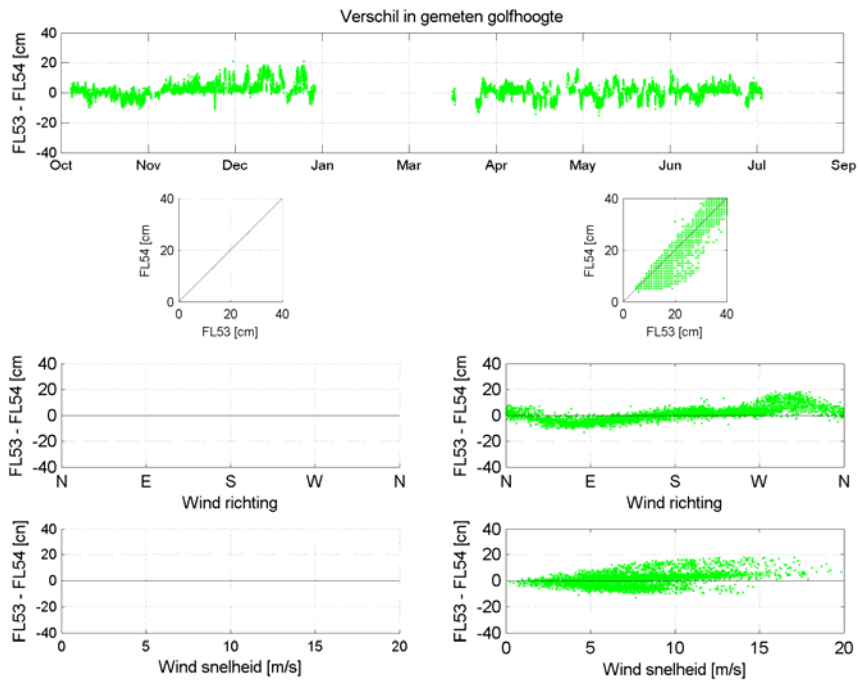 Verschil in gemeten golfhoogte
FL53 - FL54 [cm
40
20
0
-20
-40
Oct Nov Dec Jan Mar Apr May Jun Jul Sep
FL54 [cm
40
20
0
0 20 40
FL53 [cm]
FL54 [cm
40
20
0
0 20 40
FL53 [cm]
FL53 - FL54 [cm
40
20
0
-20
-40
N E S W N
Wind richting
FL53 - FL54 [cm
40
20
0
-20
-40
N E S W N
Wind richting
FL53 - FL54 [cn]
40
20
0
-20
-40
0 5 10 15 20
Wind snelheid [m/s]
FL53 - FL54 [cm]
40
20
0
-20
-40
0 5 10 15 20
Wind snelheid [m/s]